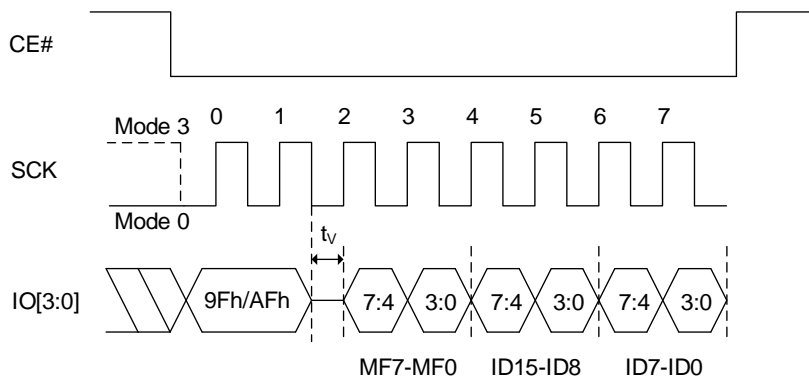 CE#
0 1 2 3 4 5 6 7
Mode 3
SCK
Mode 0
tV
IO[3:0]
9Fh/AFh 7:4 3:0 7:4 3:0 7:4 3:0
MF7-MF0 ID15-ID8 ID7-ID0